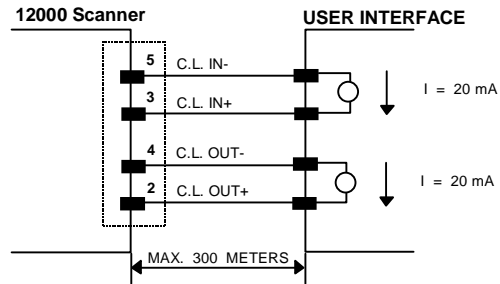 12000 Scanner
USER INTERFACE
5 C.L. IN-
3 C.L. IN+
I = 20 mA
4 C.L. OUT-
2 C.L. OUT+
I = 20 mA
MAX. 300 METERS